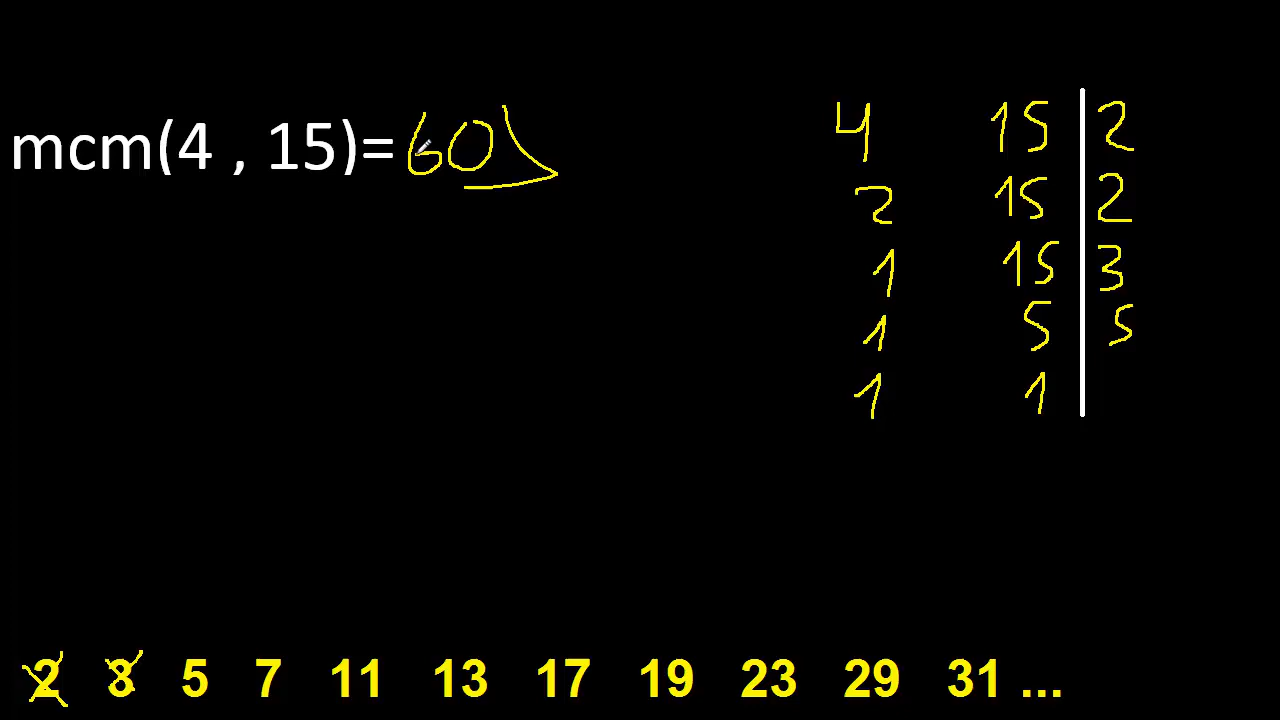 mcm(4 , 15)= 60
4 15 2
2 15 2
1 15 3
1 5 5
1 1
2 3 5 7 11 13 17 19 23 29 31 ...